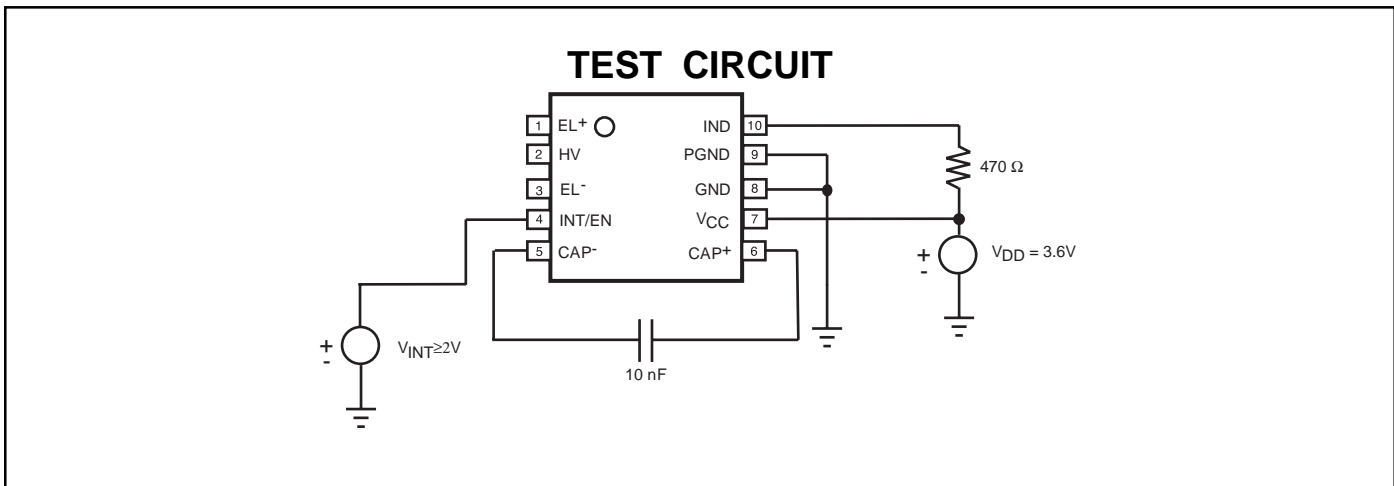 TEST CIRCUIT
1 EL+ IND 10
2 HV PGND 9
3 EL- GND 8
4 INT/EN VCC 7
5 CAP- CAP+ 6
470 Ω
+
-
VDD = 3.6V
+
-
VINT≥2V
10 nF